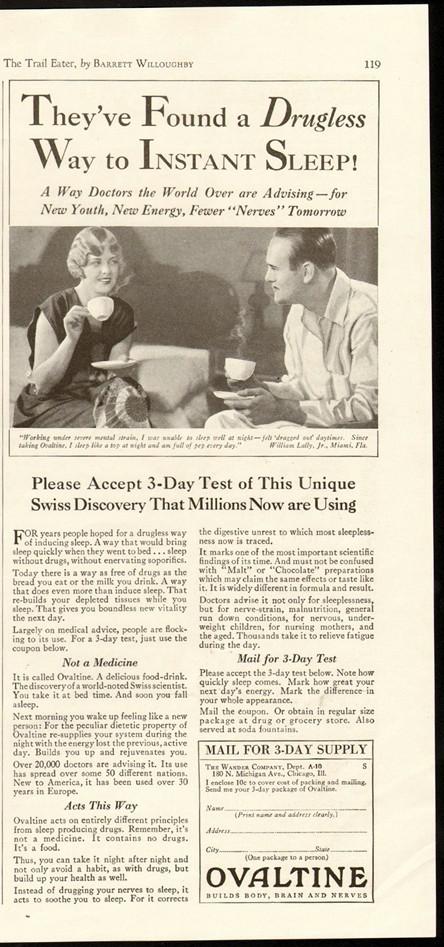 The Trail Eater, by BARRETT WILLOUGHBY
119
They've Found a Drugless
Way to INSTANT SLEEP!
A Way Doctors the World Over are Advising—for
New Youth, New Energy, Fewer "Nerves" Tomorrow
"Working under severe mental strain, I was unable to sleep well at night—felt 'dragged out' daytimes. Since
taking Ovaltine, I sleep like a top at night and am full of pep every day." William Lally, Jr., Miami, Fla.
Please Accept 3-Day Test of This Unique
Swiss Discovery That Millions Now are Using
FOR years people hoped for a drugless way
of inducing sleep. A way that would bring
sleep quickly when they went to bed . . . sleep
without drugs, without enervating soporifics.
Today there is a way as free of drugs as the
bread you eat or the milk you drink. A way
that does even more than induce sleep. That
re-builds your depleted tissues while you
sleep. That gives you boundless new vitality
the next day.
Largely on medical advice, people are flock-
ing to its use. For a 3-day test, just use the
coupon below.
Not a Medicine
It is called Ovaltine. A delicious food-drink.
The discovery of a world-noted Swiss scientist.
You take it at bed time. And soon you fall
asleep.
Next morning you wake up feeling like a new
person: For the peculiar dietetic property of
Ovaltine re-supplies your system during the
night with the energy lost the previous, active
day. Builds you up and rejuvenates you.
Over 20,000 doctors are advising it. Its use
has spread over some 50 different nations.
New to America, it has been used over 30
years in Europe.
Acts This Way
Ovaltine acts on entirely different principles
from sleep producing drugs. Remember, it's
not a medicine. It contains no drugs.
It's a food.
Thus, you can take it night after night and
not only avoid a habit, as with drugs, but
build up your health as well.
Instead of drugging your nerves to sleep, it
acts to soothe you to sleep. For it corrects
the digestive unrest to which most sleepless-
ness now is traced.
It marks one of the most important scientific
findings of its time. And must not be confused
with "Malt" or "Chocolate" preparations
which may claim the same effects or taste like
it. It is widely different in formula and result.
Doctors advise it not only for sleeplessness,
but for nerve-strain, malnutrition, general
run down conditions, for nervous, under-
weight children, for nursing mothers, and
the aged. Thousands take it to relieve fatigue
during the day.
Mail for 3-Day Test
Please accept the 3-day test below. Note how
quickly sleep comes. Mark how great your
next day's energy. Mark the difference in
your whole appearance.
Mail the coupon. Or obtain in regular size
package at drug or grocery store. Also
served at soda fountains.
MAIL FOR 3-DAY SUPPLY
THE WANDER COMPANY, Dept. A-10 S
180 N. Michigan Ave., Chicago, Ill.
I enclose 10c to cover cost of packing and mailing.
Send me your 3-day package of Ovaltine.
Name
(Print name and address clearly.)
Address
City State
(One package to a person)
OVALTINE
BUILDS BODY, BRAIN AND NERVES